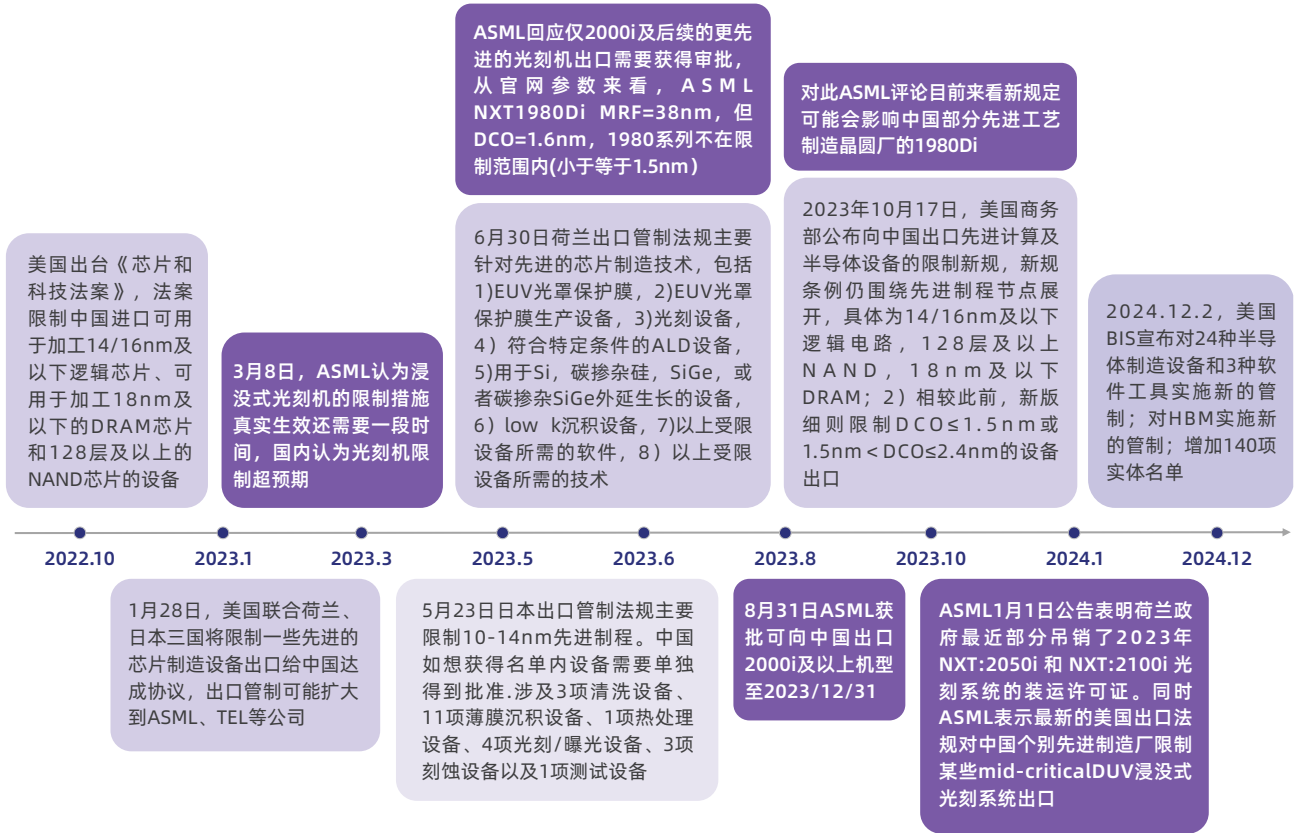 ASML回应仅2000i及后续的更先
进的光刻机出口需要获得审批，
从官网参数来看，ASML
NXT1980Di MRF=38nm，但
DCO=1.6nm，1980系列不在限
制范围内(小于等于1.5nm）
对此ASML评论目前来看新规定
可能会影响中国部分先进工艺
制造晶圆厂的1980Di
美国出台《芯片和
科技法案》，法案
限制中国进口可用
于加工14/16nm及
以下逻辑芯片、可
用于加工18nm及
以下的DRAM芯片
和128层及以上的
NAND芯片的设备
3月8日，ASML认为浸
没式光刻机的限制措施
真实生效还需要一段时
间，国内认为光刻机限
制超预期
6月30日荷兰出口管制法规主要
针对先进的芯片制造技术，包括
1)EUV光罩保护膜，2)EUV光罩
保护膜生产设备，3)光刻设备，
4）符合特定条件的ALD设备，
5)用于Si，碳掺杂硅，SiGe，或
者碳掺杂SiGe外延生长的设备，
6）low k沉积设备，7)以上受限
设备所需的软件，8）以上受限
设备所需的技术
2023年10月17日，美国商务
部公布向中国出口先进计算及
半导体设备的限制新规，新规
条例仍围绕先进制程节点展
开，具体为14/16nm及以下
逻辑电路，128层及以上
NAND，18nm及以下
DRAM；2）相较此前，新版
细则限制DCO≤1.5nm或
1.5nm＜DCO≤2.4nm的设备
出口
2024.12.2，美国
BIS宣布对24种半导
体制造设备和3种软
件工具实施新的管
制；对HBM实施新
的管制；增加140项
实体名单
2022.10
2023.1
2023.3
2023.5
2023.6
2023.8
2023.10
2024.1
2024.12
1月28日，美国联合荷兰、
日本三国将限制一些先进的
芯片制造设备出口给中国达
成协议，出口管制可能扩大
到ASML、TEL等公司
5月23日日本出口管制法规主要
限制10-14nm先进制程。中国
如想获得名单内设备需要单独
得到批准.涉及3项清洗设备、
11项薄膜沉积设备、1项热处理
设备、4项光刻/曝光设备、3项
刻蚀设备以及1项测试设备
8月31日ASML获
批可向中国出口
2000i及以上机型
至2023/12/31
ASML1月1日公告表明荷兰政
府最近部分吊销了2023年
NXT:2050i 和 NXT:2100i 光
刻系统的装运许可证。同时
ASML表示最新的美国出口法
规对中国个别先进制造厂限制
某些mid-criticalDUV浸没式
光刻系统出口